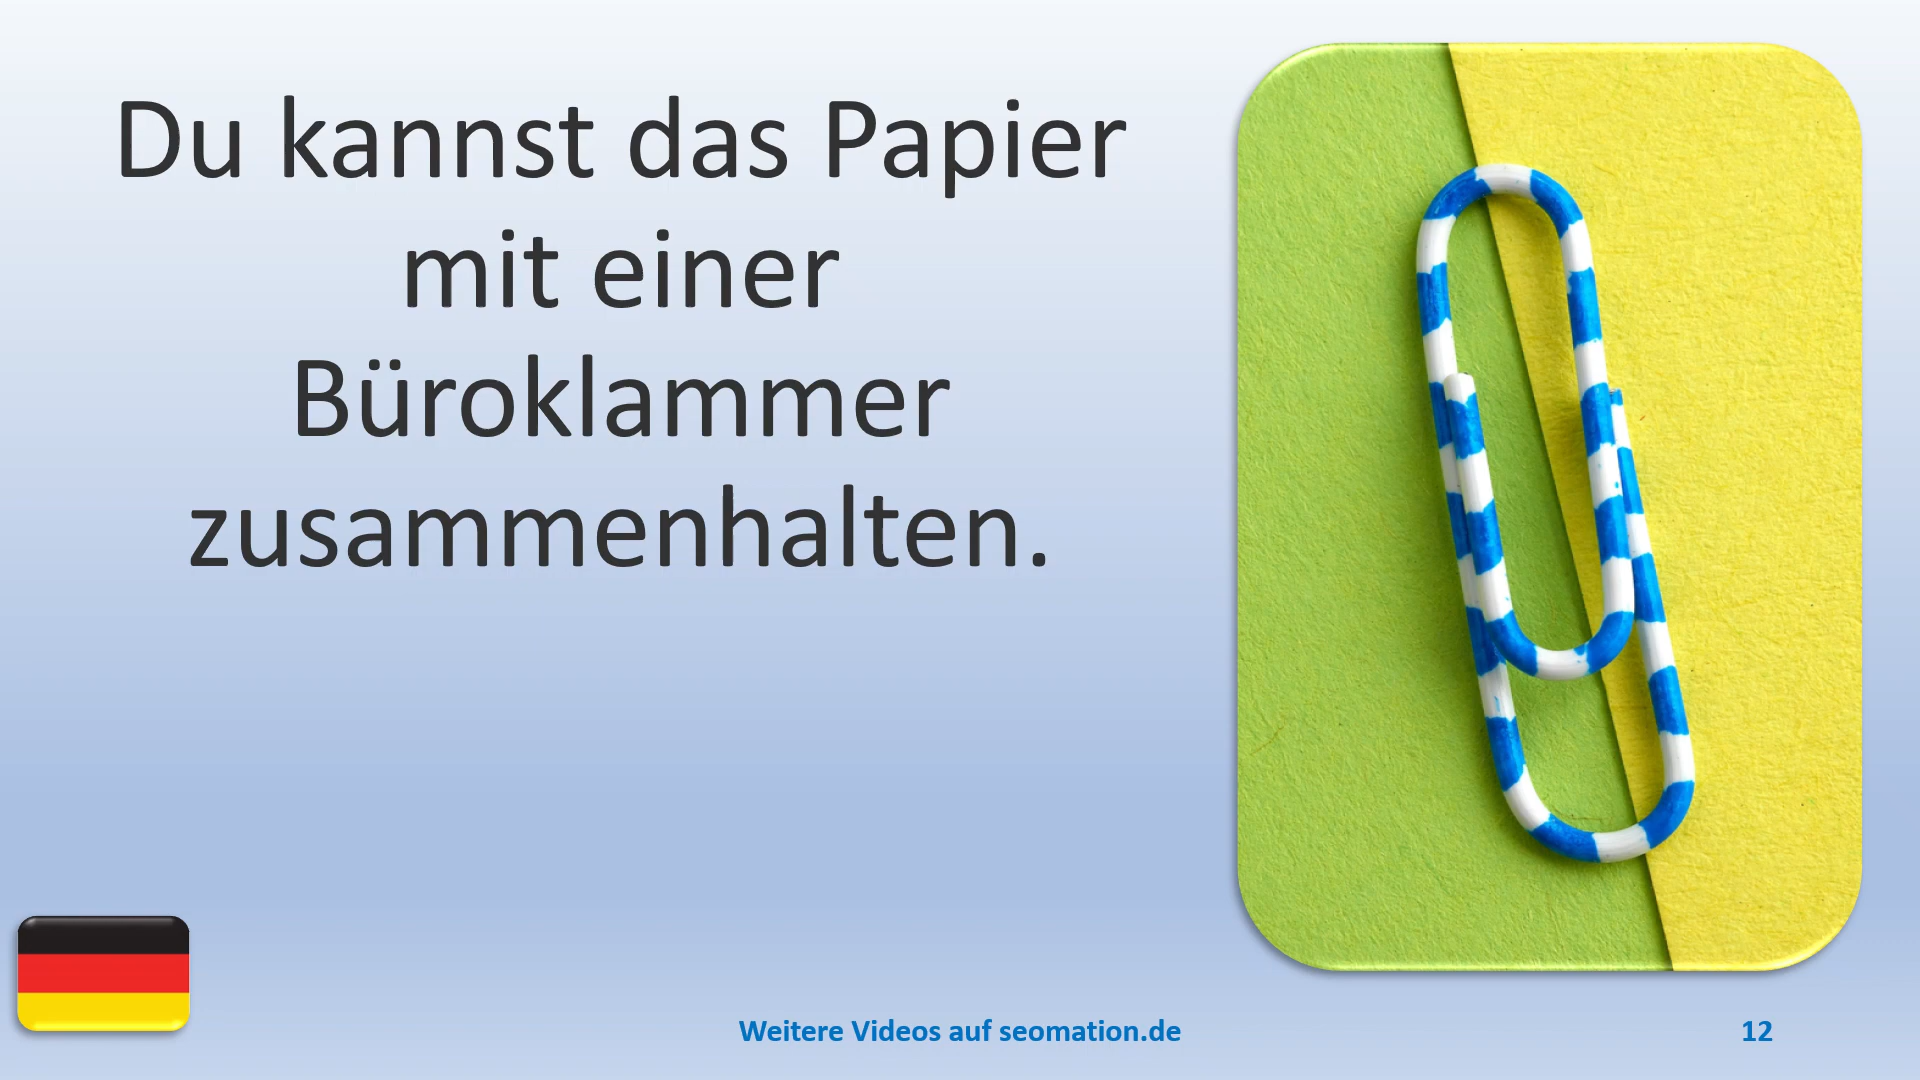 Du kannst das Papier
mit einer
Büroklammer
zusammenhalten.
Weitere Videos auf seomation.de
12